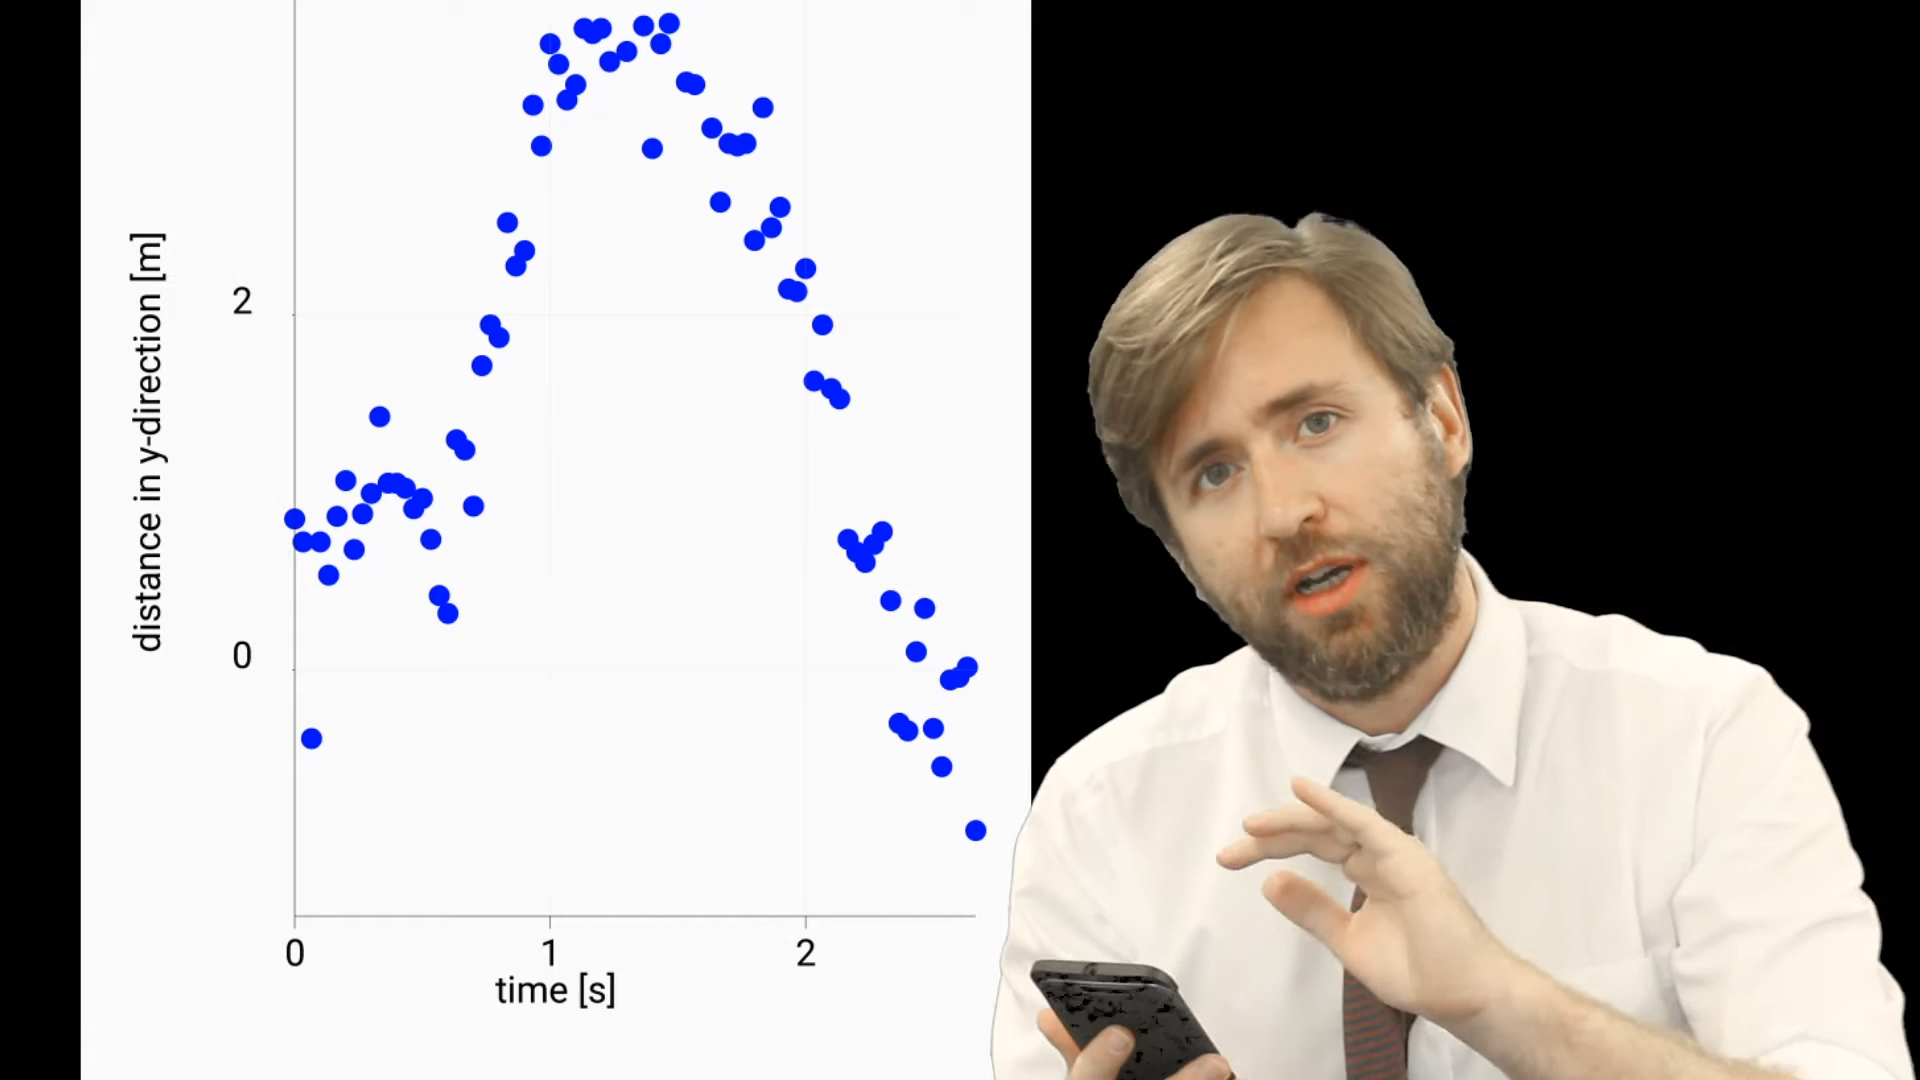 distance in y-direction [m]
2
0
0 1 2
time [s]